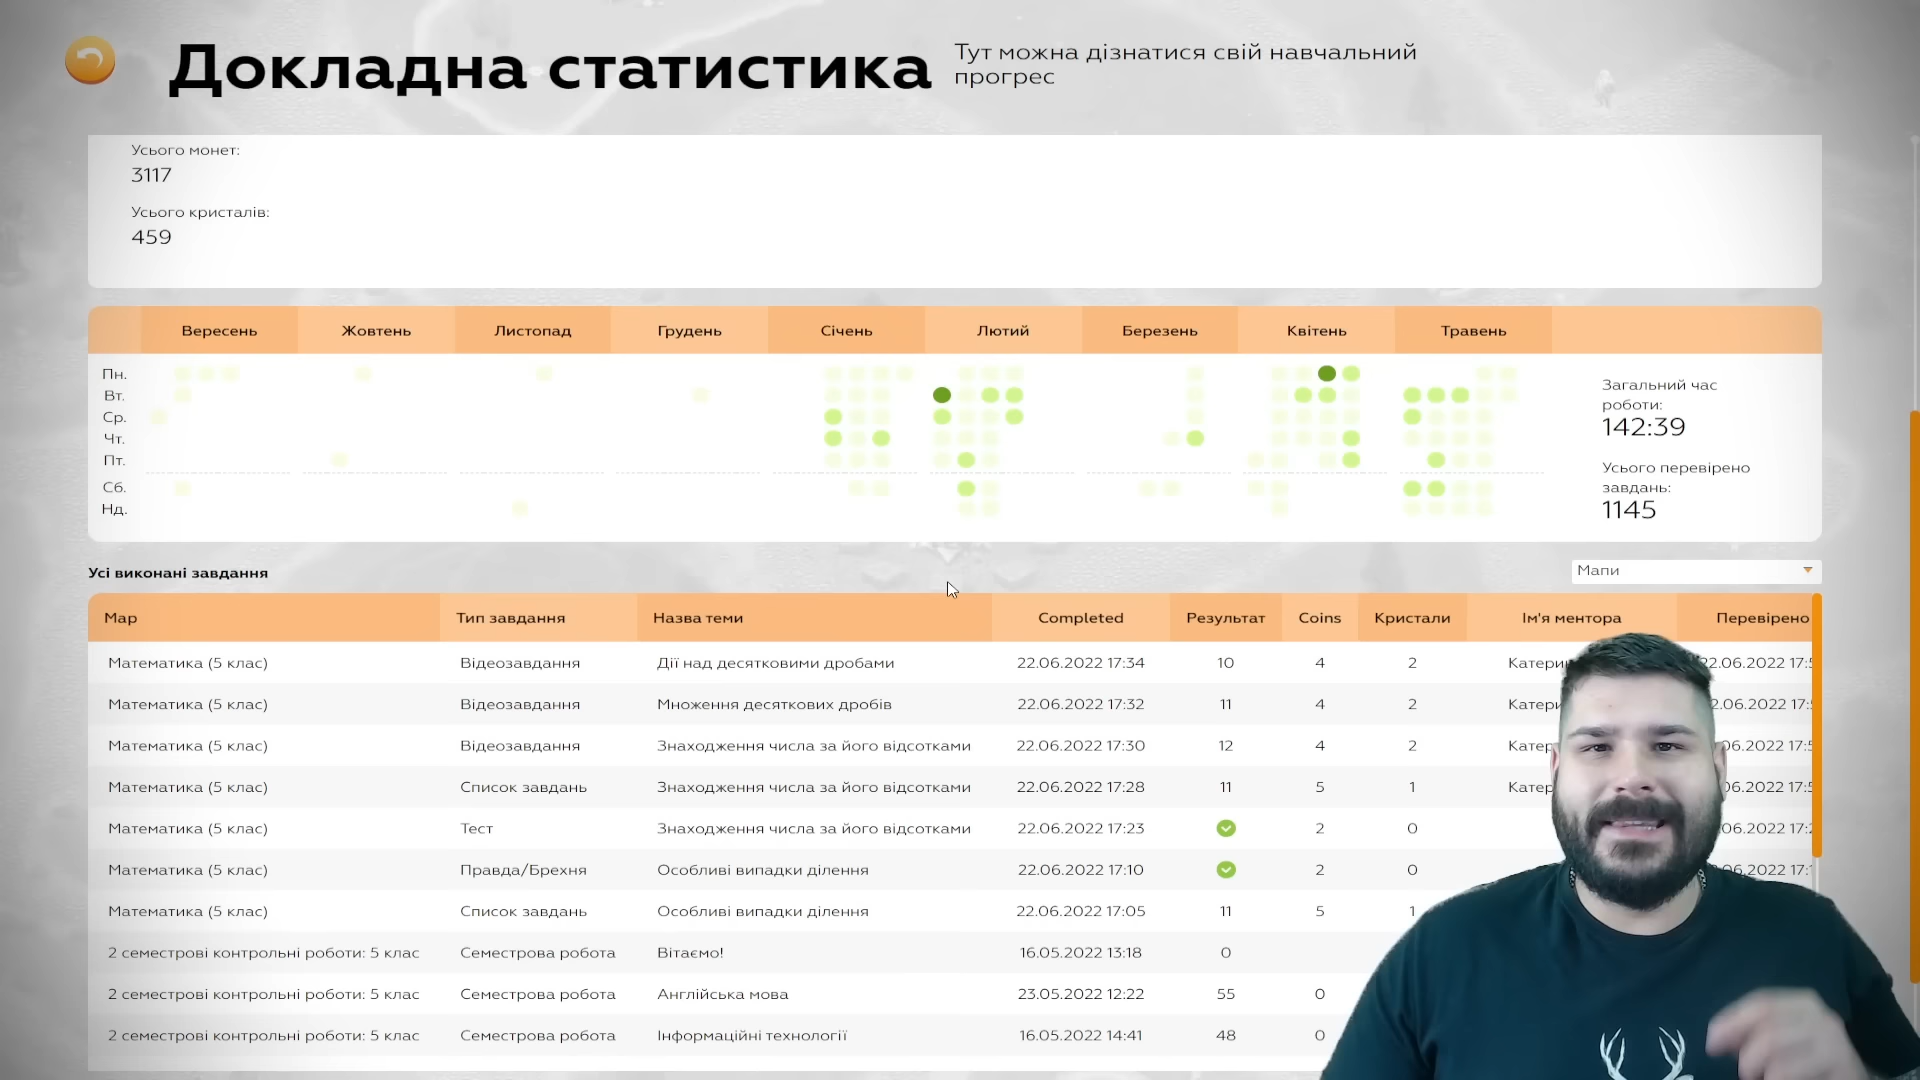 Докладна статистика
Тут можна дізнатися свій навчальний
прогрес
Усього монет:
3117
Усього кристалів:
459
Вересень Жовтень Листопад Грудень Січень Лютий Березень Квітень Травень
Пн.
Вт.
Ср.
Чт.
Пт.
Сб.
Нд.
Загальний час
роботи:
142:39
Усього перевірено
завдань:
1145
Усі виконані завдання
Мапи
Map Тип завдання Назва теми Completed Результат Coins Кристали Ім'я ментора Перевірено
Математика (5 клас) Відеозавдання Дії над десятковими дробами 22.06.2022 17:34 10 4 2
Математика (5 клас) Відеозавдання Множення десяткових дробів 22.06.2022 17:32 11 4 2
Математика (5 клас) Відеозавдання Знаходження числа за його відсотками 22.06.2022 17:30 12 4 2
Математика (5 клас) Список завдань Знаходження числа за його відсотками 22.06.2022 17:28 11 5 1
Математика (5 клас) Тест Знаходження числа за його відсотками 22.06.2022 17:23 2 0
Математика (5 клас) Правда/Брехня Особливі випадки ділення 22.06.2022 17:10 2 0
Математика (5 клас) Список завдань Особливі випадки ділення 22.06.2022 17:05 11 5 1
2 семестрові контрольні роботи: 5 клас Семестрова робота Вітаємо! 16.05.2022 13:18 0
2 семестрові контрольні роботи: 5 клас Семестрова робота Англійська мова 23.05.2022 12:22 55 0
2 семестрові контрольні роботи: 5 клас Семестрова робота Інформаційні технології 16.05.2022 14:41 48 0